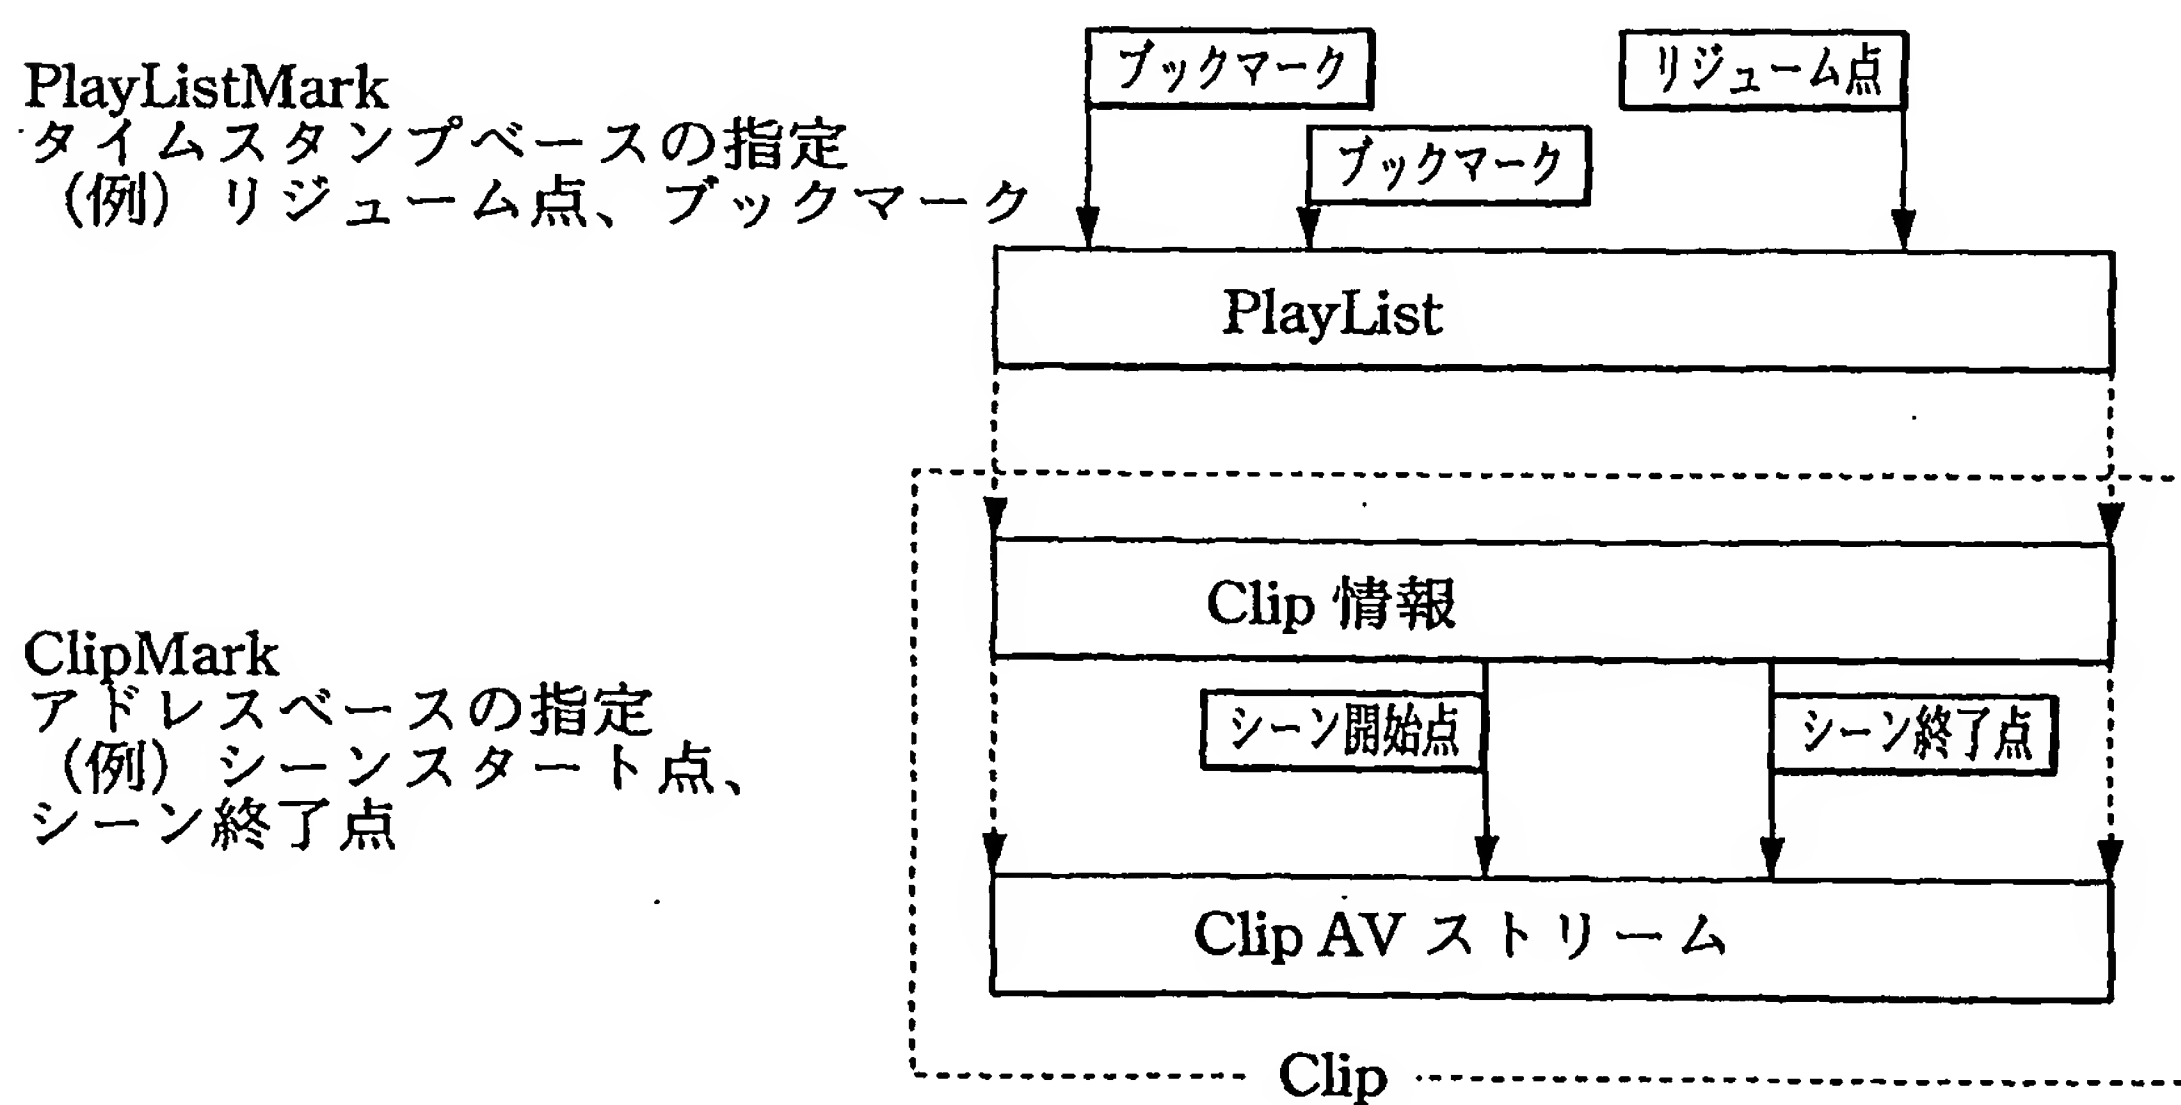 PlayListMark
タイムスタンプベースの指定
(例) リジューム点、ブックマーク
ブックマーク
リジューム点
ブックマーク
PlayList
ClipMark
アドレスベースの指定
(例) シーンスタート点、
シーン終了点
Clip 情報
シーン開始点
シーン終了点
Clip AV ストリーム
Clip